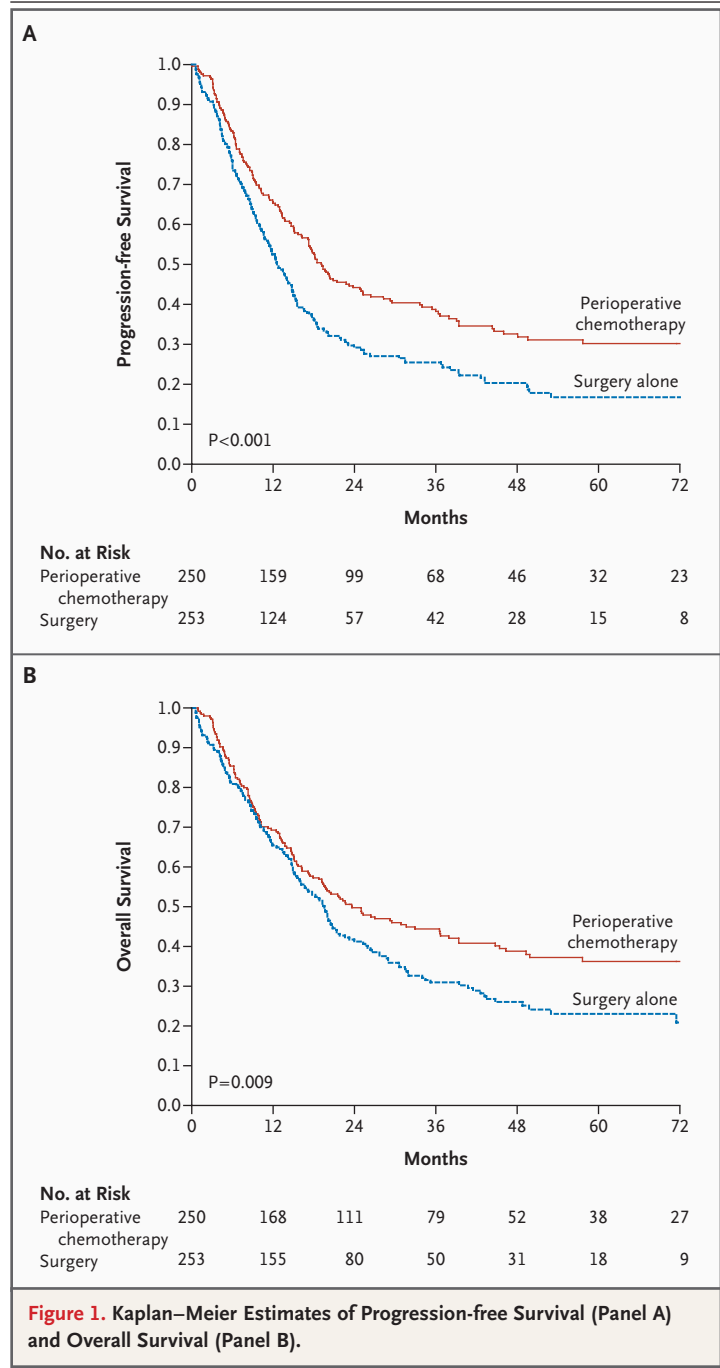 A
1.0
0.9
0.8
0.7
0.6
0.5
0.4
0.3
0.2
0.1
0.0
Progression-free Survival
Perioperative
chemotherapy
Surgery alone
P<0.001
0 12 24 36 48 60 72
Months
No. at Risk
Perioperative
chemotherapy
250 159 99 68 46 32 23
Surgery 253 124 57 42 28 15 8
B
1.0
0.9
0.8
0.7
0.6
0.5
0.4
0.3
0.2
0.1
0.0
Overall Survival
Perioperative
chemotherapy
Surgery alone
P=0.009
0 12 24 36 48 60 72
Months
No. at Risk
Perioperative
chemotherapy
250 168 111 79 52 38 27
Surgery 253 155 80 50 31 18 9
Figure 1. Kaplan–Meier Estimates of Progression-free Survival (Panel A)
and Overall Survival (Panel B).